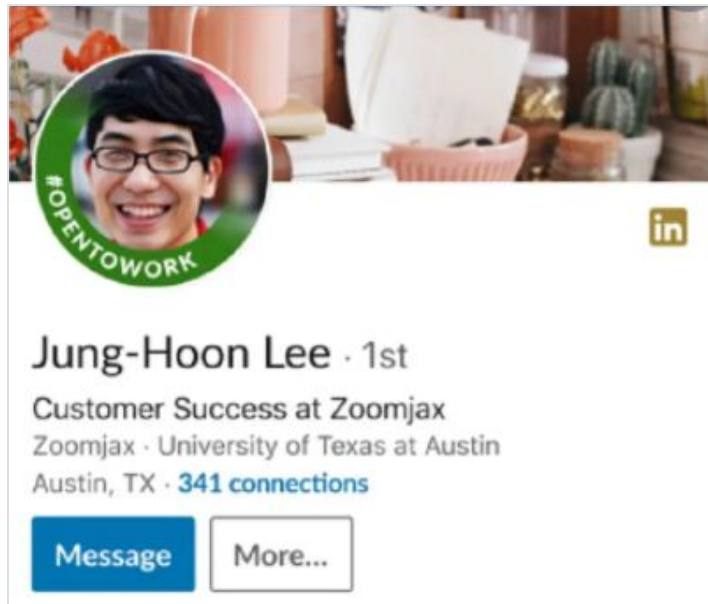 #OPENTOWORK
in
Jung-Hoon Lee · 1st
Customer Success at Zoomjax
Zoomjax · University of Texas at Austin
Austin, TX · 341 connections
Message More...